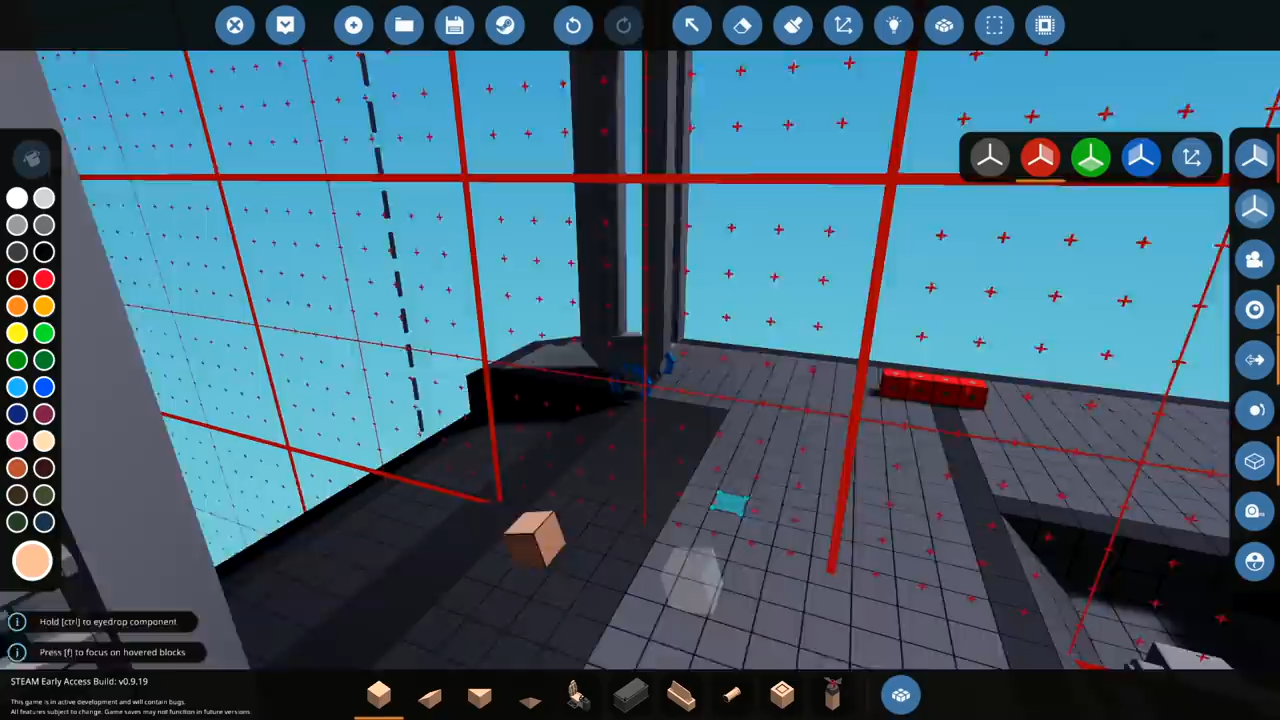 Hold [ctrl] to eyedrop component
Press [f] to focus on hovered blocks
STEAM Early Access Build: v0.9.19
This game is in active development and will contain bugs.
All features subject to change. Game saves may not function in future versions.